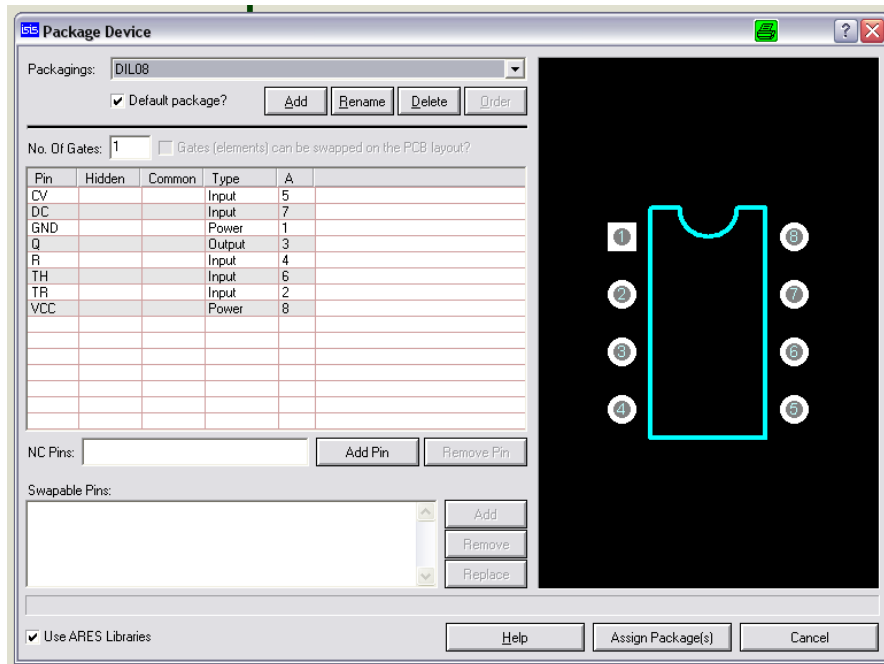 isis Package Device
Packagings: DIL08
Default package? Add Rename Delete Order
No. Of Gates: 1 Gates (elements) can be swapped on the PCB layout?
Pin Hidden Common Type A
CV Input 5
DC Input 7
GND Power 1
Q Output 3
R Input 4
TH Input 6
TR Input 2
VCC Power 8
NC Pins: Add Pin Remove Pin
Swapable Pins:
Add
Remove
Replace
Use ARES Libraries Help Assign Package(s) Cancel
1 8
2 7
3 6
4 5